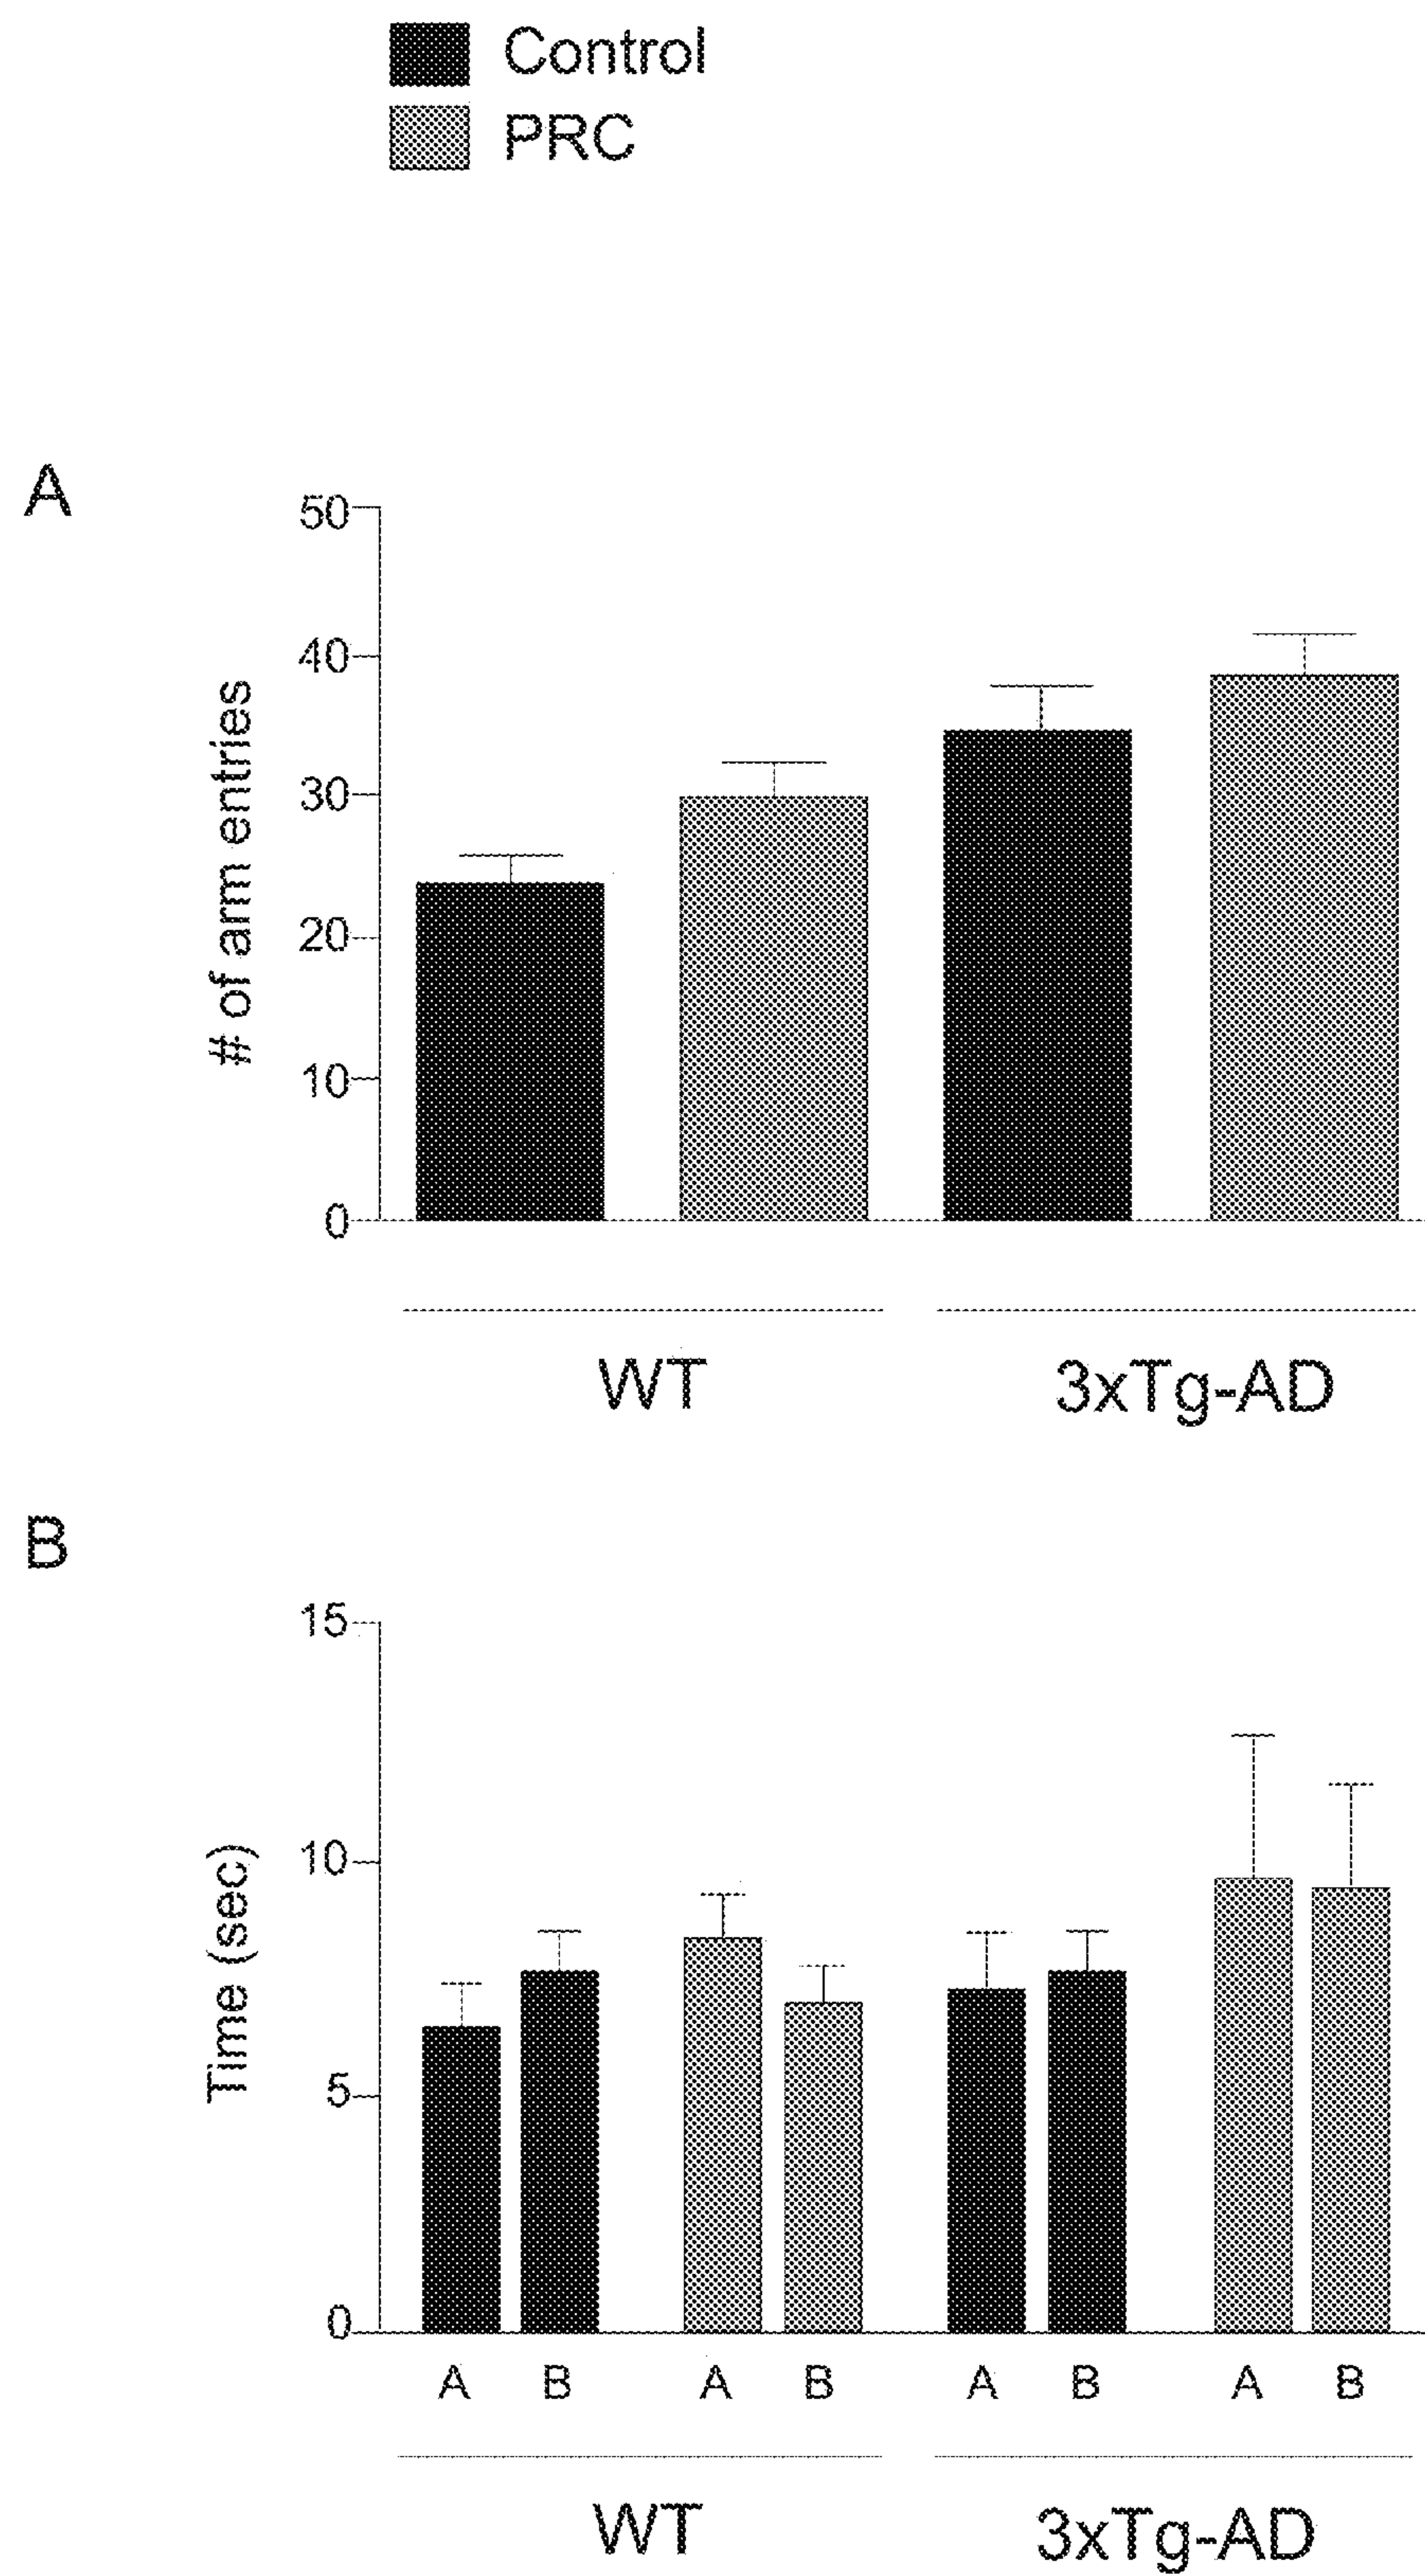 Control
PRC
A
50
40
30
20
10
0
# of arm entries
WT 3xTg-AD
B
15
10
5
0
Time (sec)
A B A B A B A B
WT 3xTg-AD